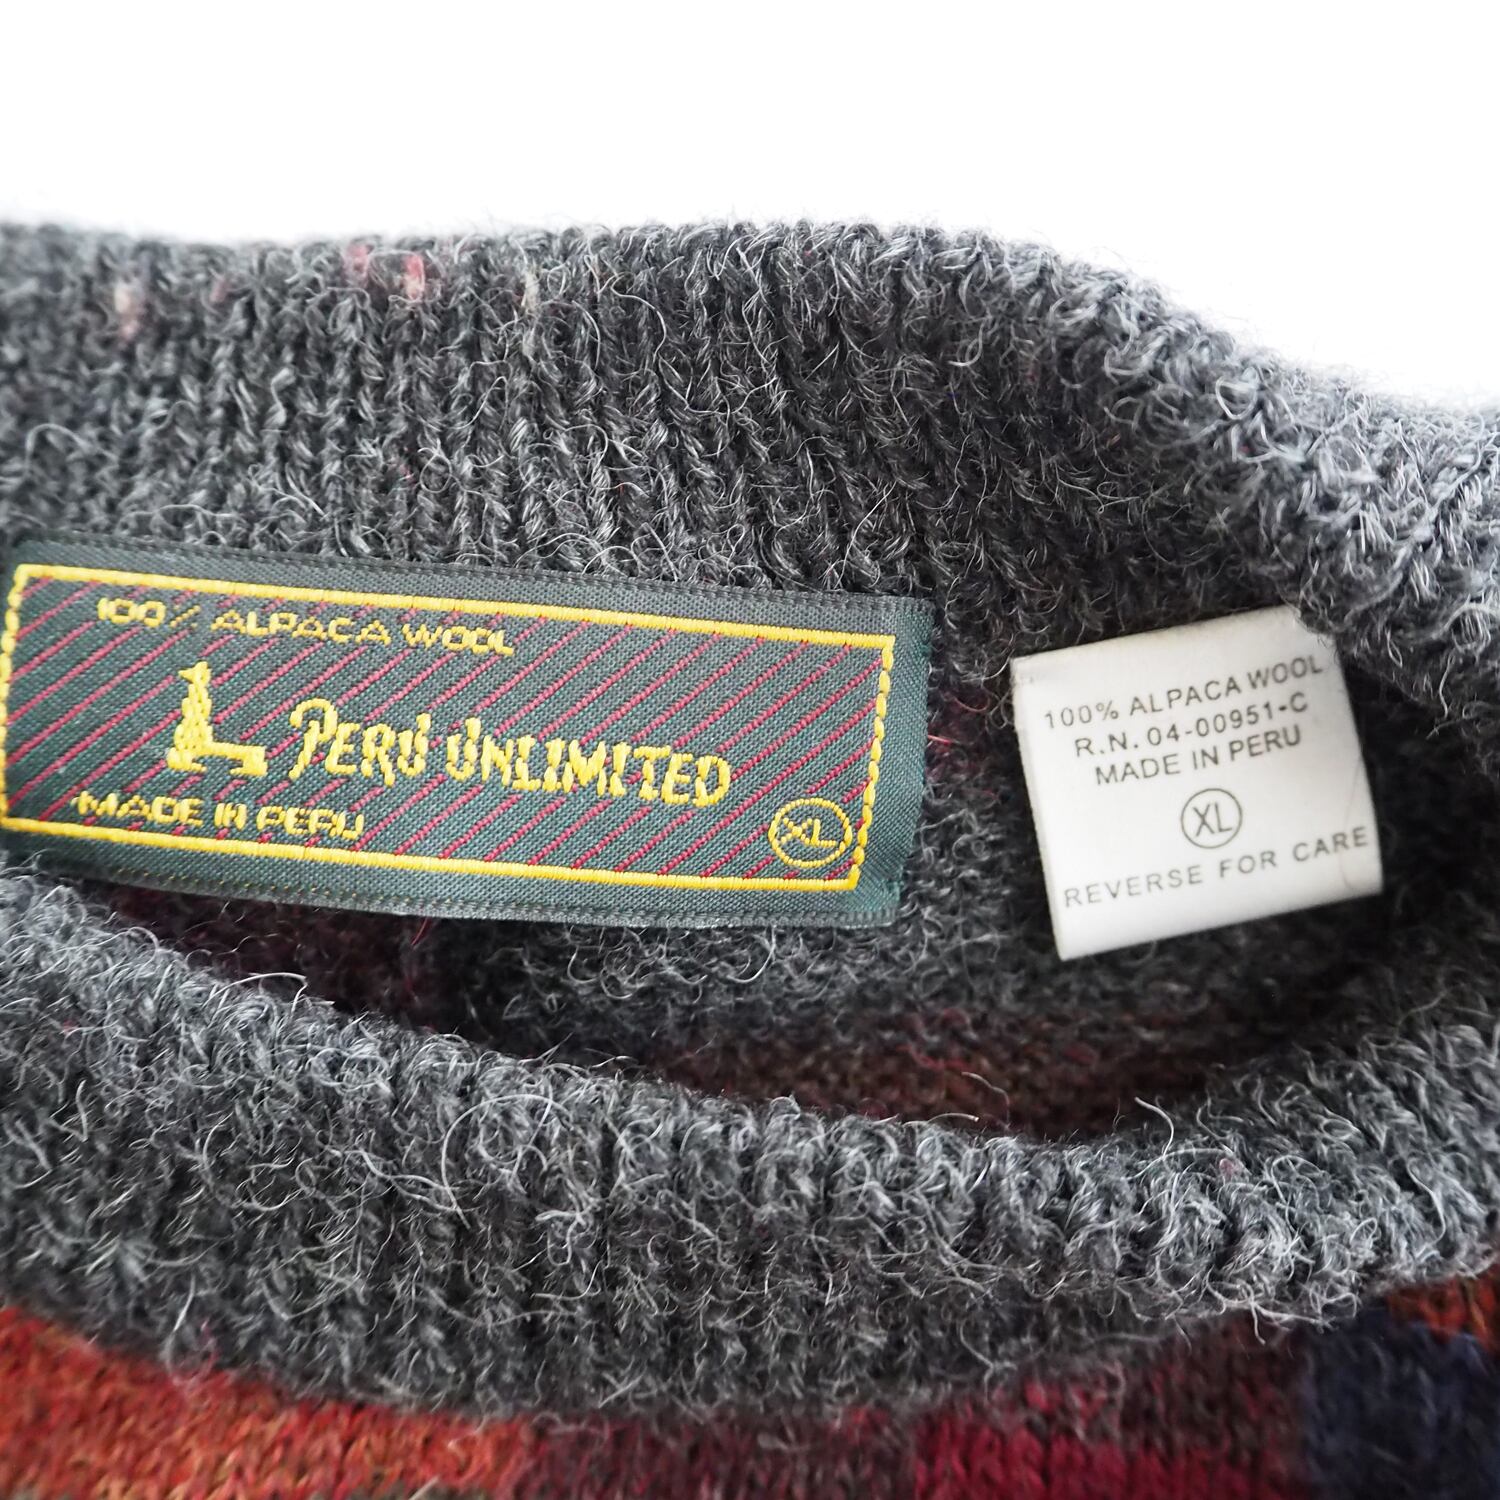 100% ALPACA WOOL
PERU UNLIMITED
MADE IN PERU
XL
100% ALPACA WOOL
R.N. 04-00951-C
MADE IN PERU
XL
REVERSE FOR CARE